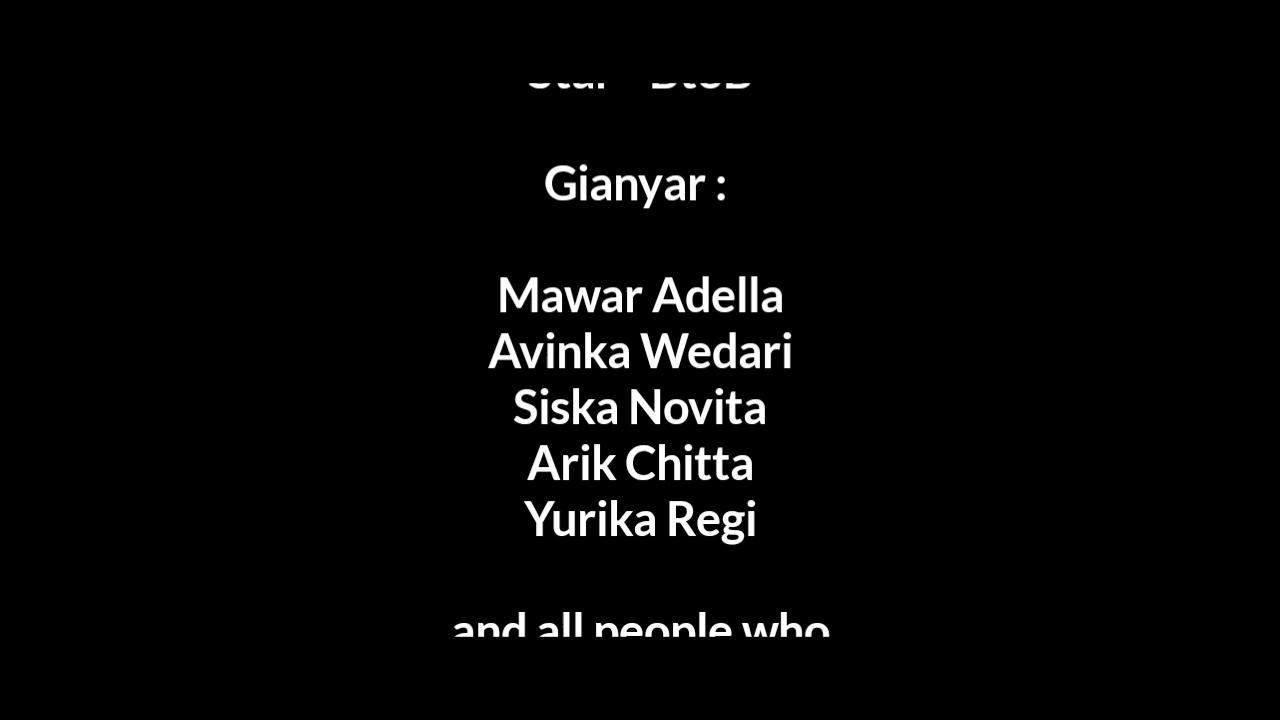 Gianyar :
Mawar Adella
Avinka Wedari
Siska Novita
Arik Chitta
Yurika Regi
and all people who